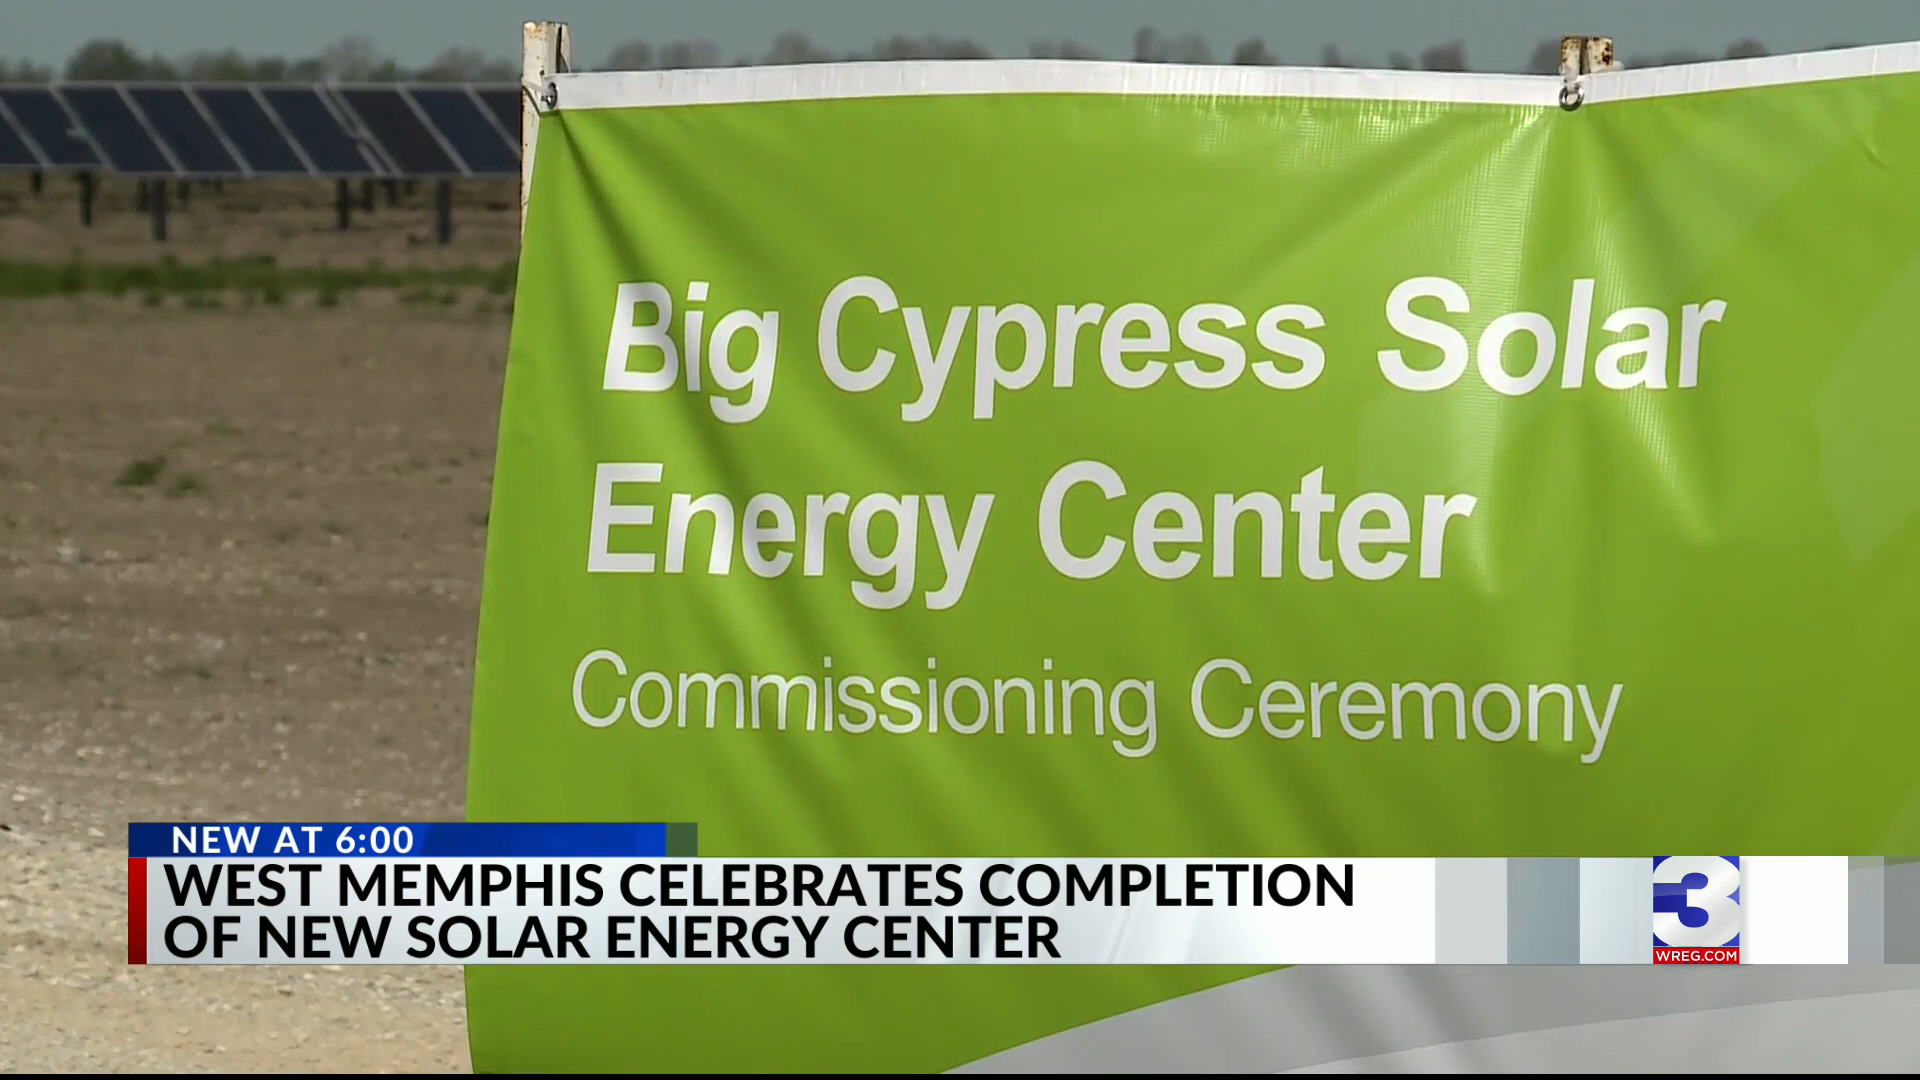 Big Cypress Solar
Energy Center
Commissioning Ceremony
NEW AT 6:00
WEST MEMPHIS CELEBRATES COMPLETION
OF NEW SOLAR ENERGY CENTER
3
WREG.COM